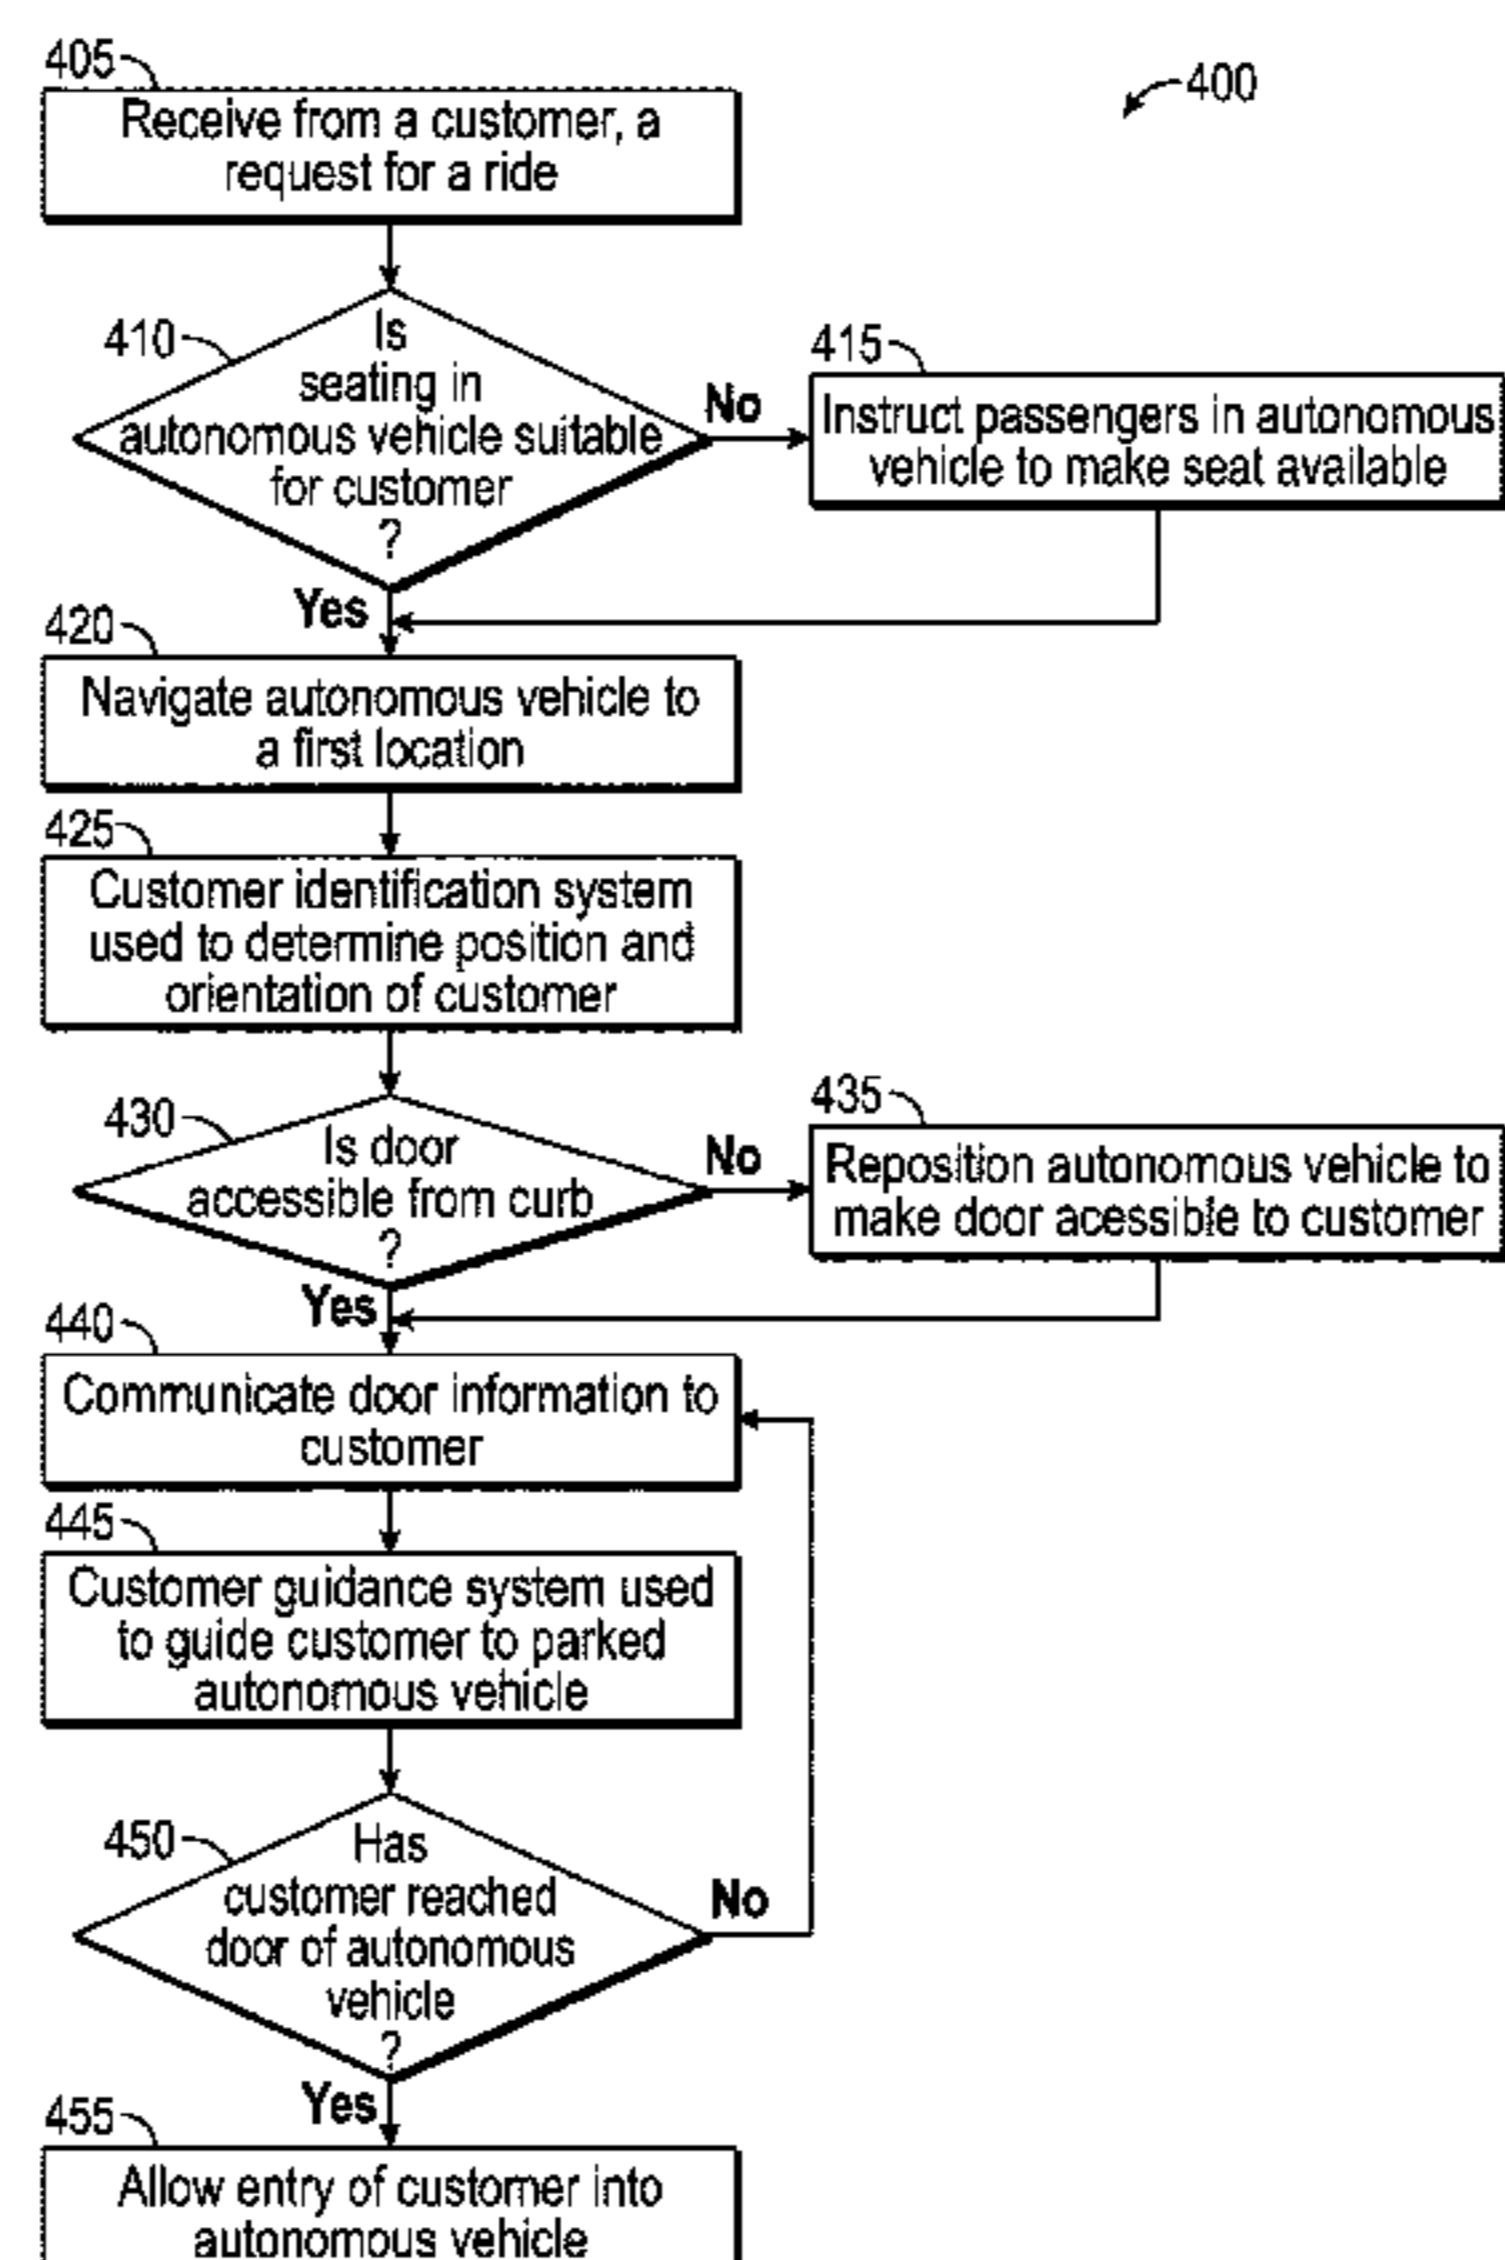 405
400
Receive from a customer, a
request for a ride
410
Is
seating in
autonomous vehicle suitable
for customer
?
No
415
Instruct passengers in autonomous
vehicle to make seat available
Yes
420
Navigate autonomous vehicle to
a first location
425
Customer identification system
used to determine position and
orientation of customer
430
Is door
accessible from curb
?
No
435
Reposition autonomous vehicle to
make door acessible to customer
Yes
440
Communicate door information to
customer
445
Customer guidance system used
to guide customer to parked
autonomous vehicle
450
Has
customer reached
door of autonomous
vehicle
?
No
Yes
455
Allow entry of customer into
autonomous vehicle